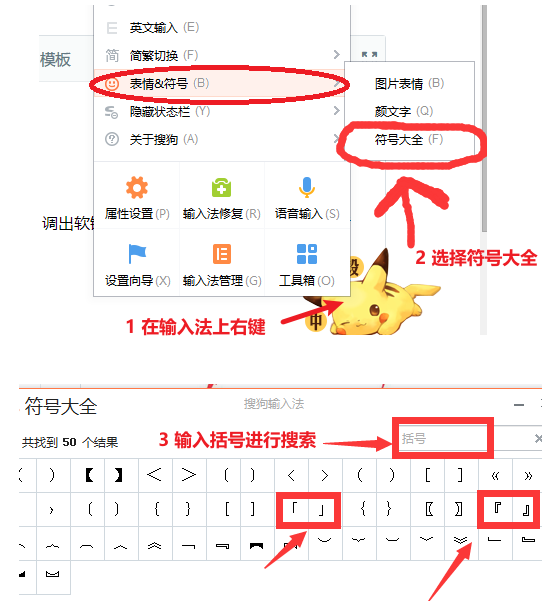 英文输入 (E)
简 简繁切换 (F)
模板
表情&符号 (B)
图片表情 (B)
隐藏状态栏 (Y)
颜文字 (Q)
关于搜狗 (A)
符号大全 (F)
属性设置 (P) 输入法修复 (R) 语音输入 (S)
调出软
2 选择符号大全
设置向导 (X) 输入法管理 (G) 工具箱 (O)
中
1 在输入法上右键
符号大全 搜狗输入法
共找到 50 个结果
3 输入括号进行搜索
括号
〉 【 】 < > 〔 〕 〈 〉 ( ) [ ] « »
› ( ) { } [ ] 「 」 { } 〖 〗 『 』